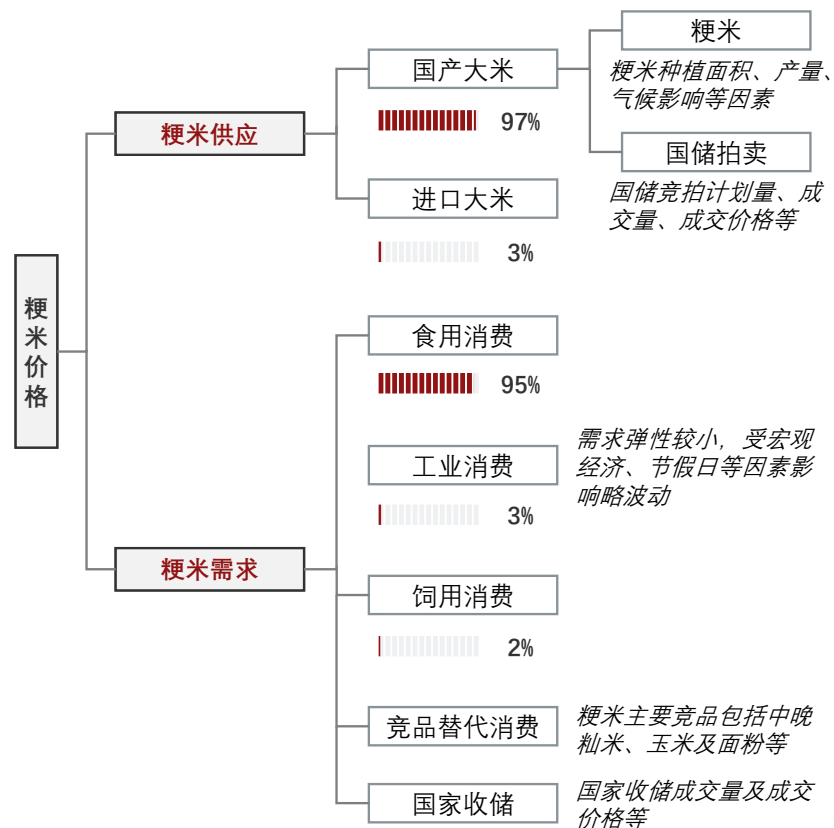 粳米
国产大米
粳米种植面积、产量、
气候影响等因素
粳米供应
97%
国储拍卖
进口大米
国储竞拍计划量、成
交量、成交价格等
3%
粳米价格
食用消费
95%
工业消费
需求弹性较小，受宏观
经济、节假日等因素影
响略波动
3%
粳米需求
饲用消费
2%
竞品替代消费
粳米主要竞品包括中晚
籼米、玉米及面粉等
国家收储
国家收储成交量及成交
价格等